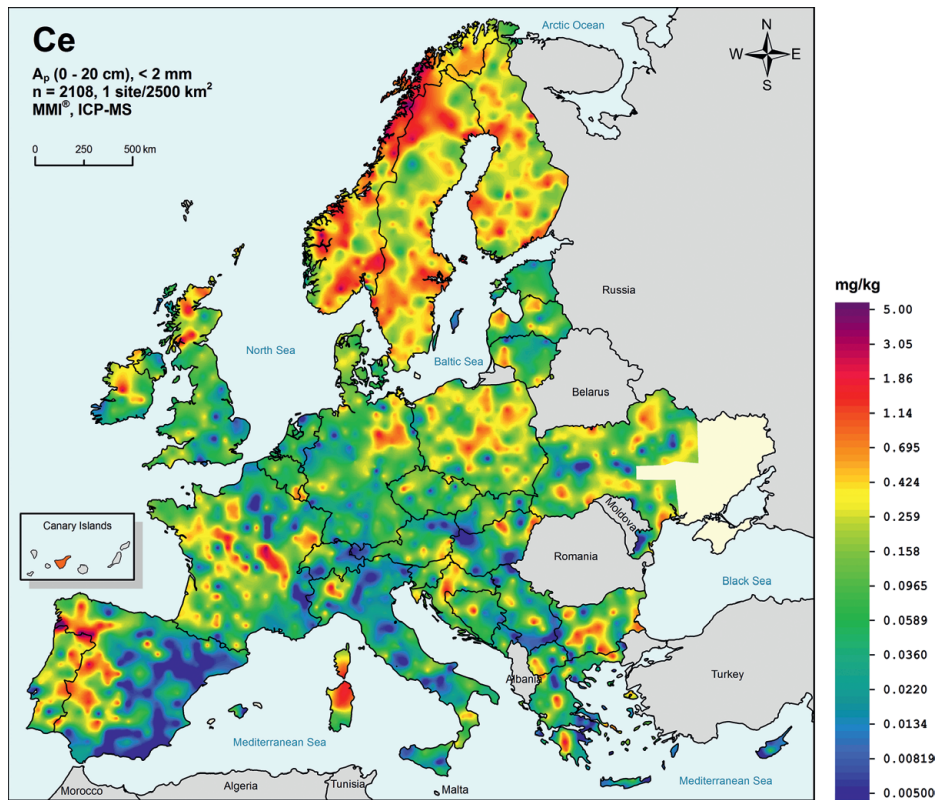 Ce
Aₚ (0 - 20 cm), < 2 mm
n = 2108, 1 site/2500 km²
MMI®, ICP-MS
0 250 500 km
Arctic Ocean
N
W E
S
Russia
North Sea
Baltic Sea
Belarus
Canary Islands
Moldova
Romania
Black Sea
Albania
Turkey
Mediterranean Sea
Mediterranean Sea
Morocco
Algeria
Tunisia
Malta
mg/kg
5.00
3.05
1.86
1.14
0.695
0.424
0.259
0.158
0.0965
0.0589
0.0360
0.0220
0.0134
0.00819
0.00500